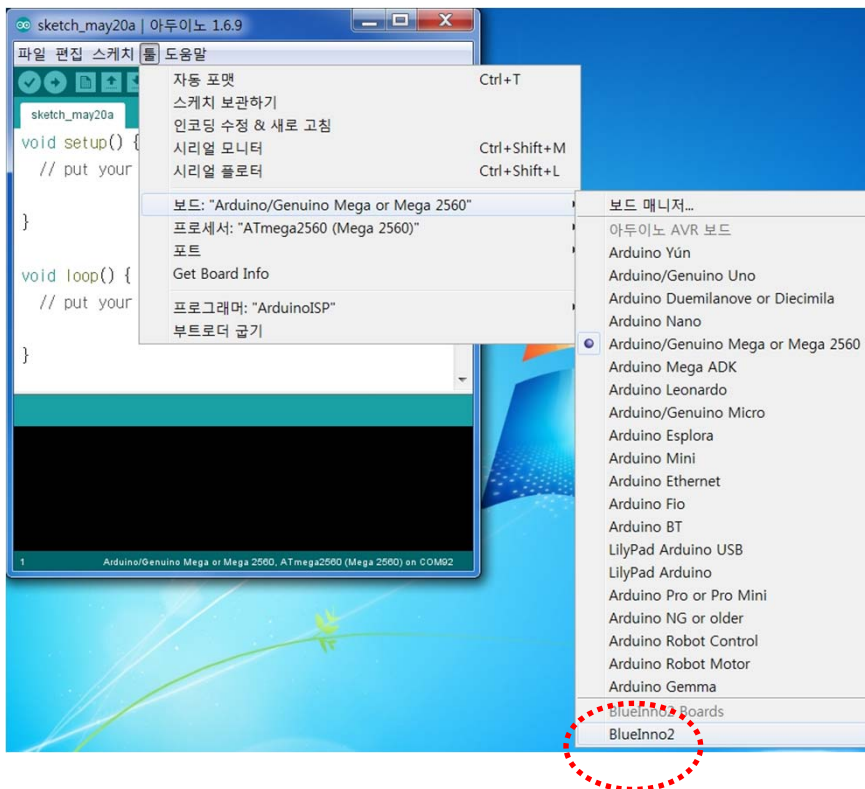 sketch_may20a | 아두이노 1.6.9
파일 편집 스케치 툴 도움말
sketch_may20a
void setup() {
// put your
}
void loop() {
// put your
}
자동 포맷 Ctrl+T
스케치 보관하기
인코딩 수정 & 새로 고침
시리얼 모니터 Ctrl+Shift+M
시리얼 플로터 Ctrl+Shift+L
보드: "Arduino/Genuino Mega or Mega 2560"
프로세서: "ATmega2560 (Mega 2560)"
포트
Get Board Info
프로그래머: "ArduinoISP"
부트로더 굽기
보드 매니저...
아두이노 AVR 보드
Arduino Yún
Arduino/Genuino Uno
Arduino Duemilanove or Diecimila
Arduino Nano
Arduino/Genuino Mega or Mega 2560
Arduino Mega ADK
Arduino Leonardo
Arduino/Genuino Micro
Arduino Esplora
Arduino Mini
Arduino Ethernet
Arduino Fio
Arduino BT
LilyPad Arduino USB
LilyPad Arduino
Arduino Pro or Pro Mini
Arduino NG or older
Arduino Robot Control
Arduino Robot Motor
Arduino Gemma
BlueInno2 Boards
BlueInno2
1 Arduino/Genuino Mega or Mega 2560, ATmega2560 (Mega 2560) on COM92